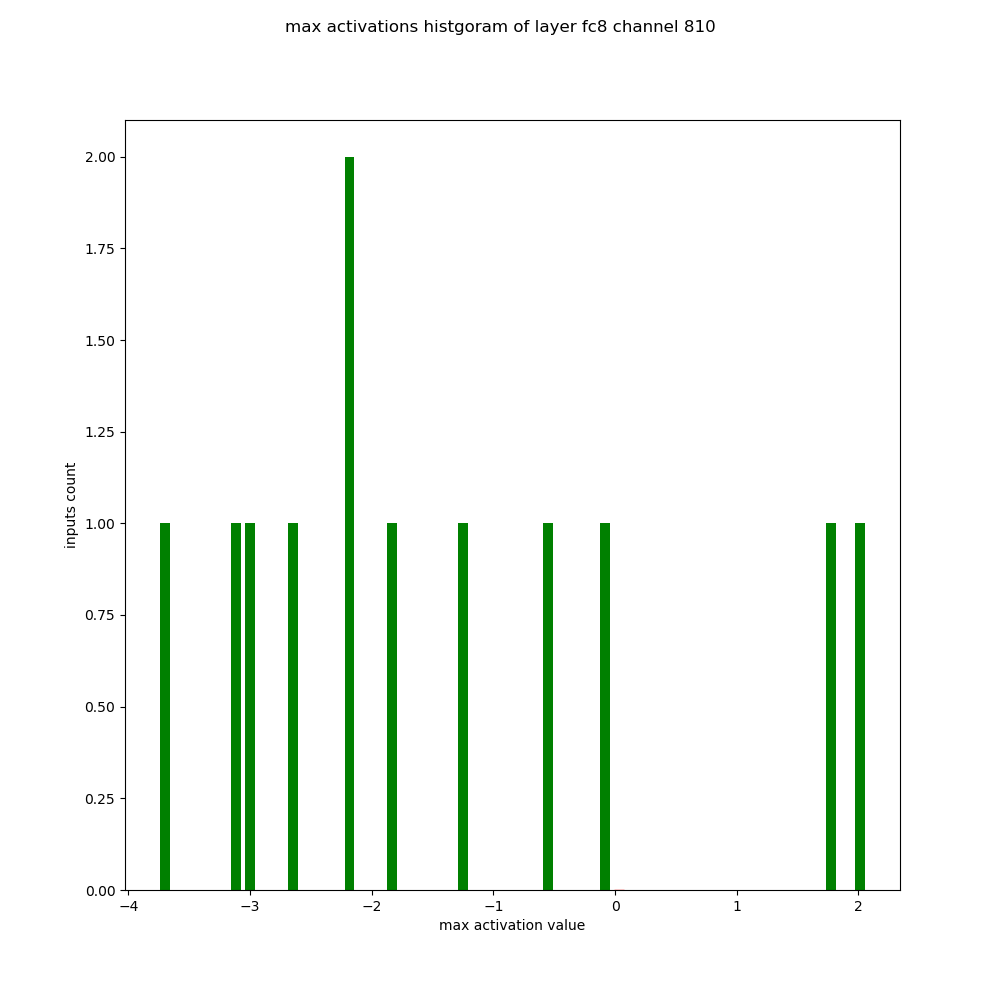 max activations histgoram of layer fc8 channel 810
2.00
1.75
1.50
1.25
1.00
0.75
0.50
0.25
0.00
inputs count
−4 −3 −2 −1 0 1 2
max activation value